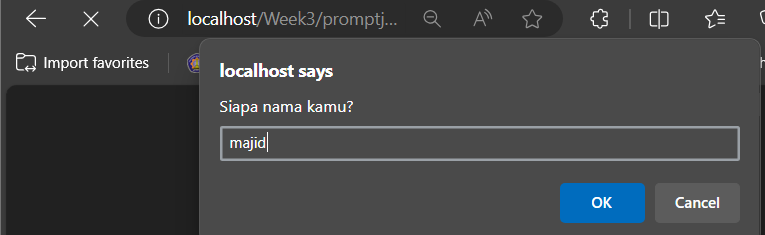 localhost/Week3/promptj...
Import favorites
localhost says
Siapa nama kamu?
majid
OK Cancel